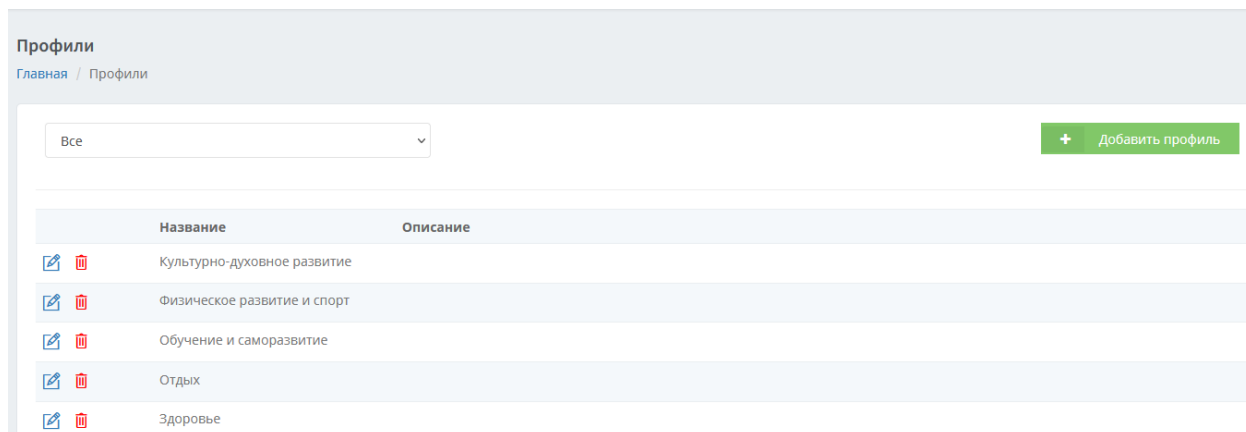 Профили
Главная / Профили
Все
+ Добавить профиль
Название Описание
Культурно-духовное развитие
Физическое развитие и спорт
Обучение и саморазвитие
Отдых
Здоровье